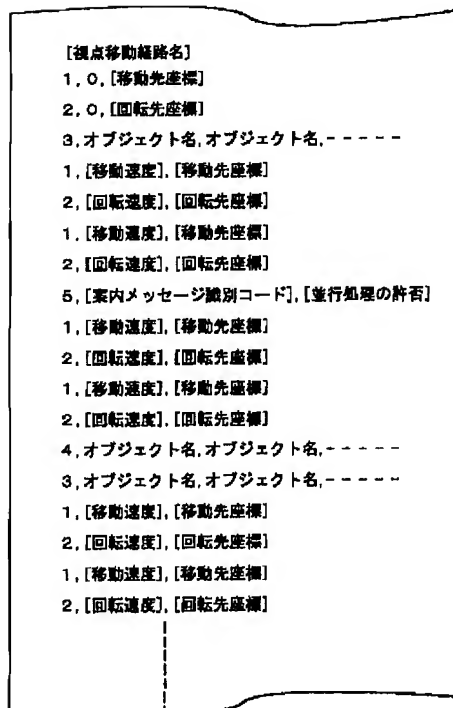 [視点移動経路名]
1,0,[移動先座標]
2,0,[回転先座標]
3,オブジェクト名,オブジェクト名,-----
1,[移動速度],[移動先座標]
2,[回転速度],[回転先座標]
1,[移動速度],[移動先座標]
2,[回転速度],[回転先座標]
5,[案内メッセージ識別コード],[並行処理の許否]
1,[移動速度],[移動先座標]
2,[回転速度],[回転先座標]
1,[移動速度],[移動先座標]
2,[回転速度],[回転先座標]
4,オブジェクト名,オブジェクト名,-----
3,オブジェクト名,オブジェクト名,-----
1,[移動速度],[移動先座標]
2,[回転速度],[回転先座標]
1,[移動速度],[移動先座標]
2,[回転速度],[回転先座標]